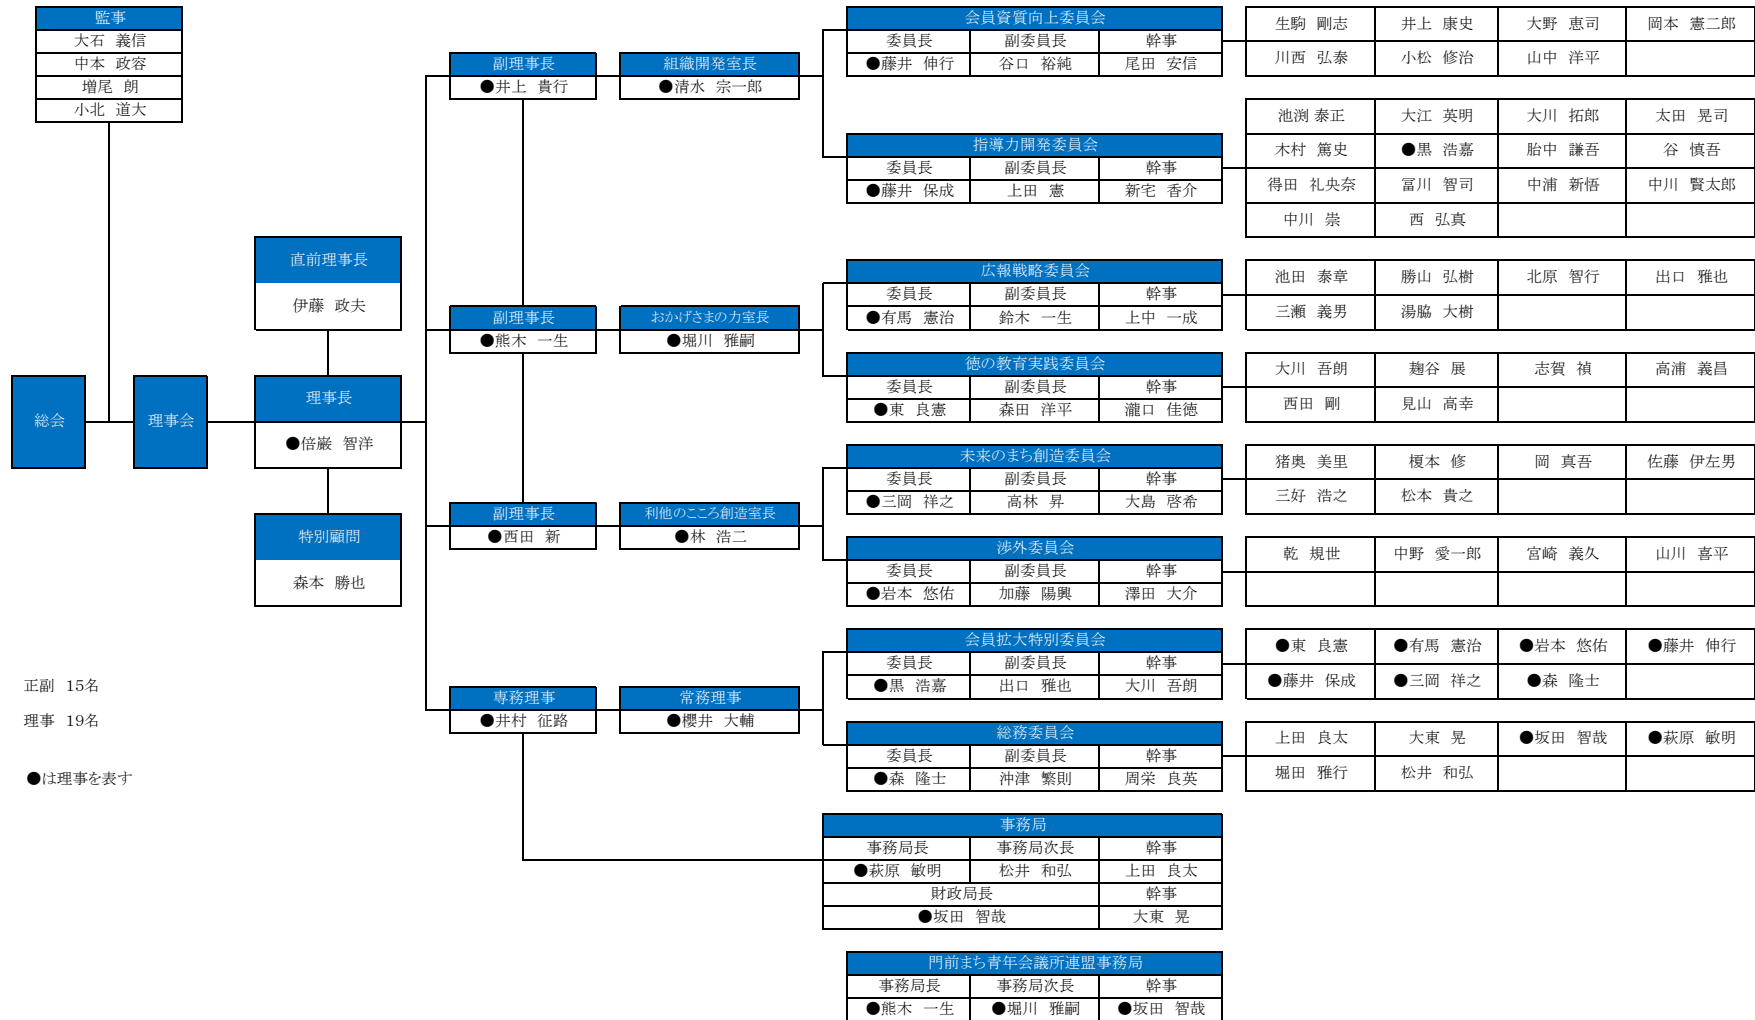 監事
大石 義信
中本 政容
増尾 朗
小北 道大
総会
理事会
直前理事長
伊藤 政夫
理事長
●倍巌 智洋
特別顧問
森本 勝也
正副 15名
理事 19名
●は理事を表す
副理事長
●井上 貴行
組織開発室長
●清水 宗一郎
会員資質向上委員会
委員長 副委員長 幹事
●藤井 伸行 谷口 裕純 尾田 安信
生駒 剛志 井上 康史 大野 恵司 岡本 憲二郎
川西 弘泰 小松 修治 山中 洋平
指導力開発委員会
委員長 副委員長 幹事
●藤井 保成 上田 憲 新宅 香介
池渕 泰正 大江 英明 大川 拓郎 太田 晃司
木村 篤史 ●黒 浩嘉 胎中 謙吾 谷 慎吾
得田 礼央奈 冨川 智司 中浦 新悟 中川 賢太郎
中川 崇 西 弘真
副理事長
●熊木 一生
おかげさまの力室長
●堀川 雅嗣
広報戦略委員会
委員長 副委員長 幹事
●有馬 憲治 鈴木 一生 上中 一成
池田 泰章 勝山 弘樹 北原 智行 出口 雅也
三瀬 義男 湯脇 大樹
徳の教育実践委員会
委員長 副委員長 幹事
●東 良憲 森田 洋平 瀧口 佳徳
大川 吾朗 麹谷 展 志賀 禎 高浦 義昌
西田 剛 見山 高幸
副理事長
●西田 新
利他のこころ創造室長
●林 浩二
未来のまち創造委員会
委員長 副委員長 幹事
●三岡 祥之 高林 昇 大島 啓希
猪奥 美里 榎本 修 岡 真吾 佐藤 伊左男
三好 浩之 松本 貴之
渉外委員会
委員長 副委員長 幹事
●岩本 悠佑 加藤 陽興 澤田 大介
乾 規世 中野 愛一郎 宮崎 義久 山川 喜平
専務理事
●井村 征路
常務理事
●櫻井 大輔
会員拡大特別委員会
委員長 副委員長 幹事
●黒 浩嘉 出口 雅也 大川 吾朗
●東 良憲 ●有馬 憲治 ●岩本 悠佑 ●藤井 伸行
●藤井 保成 ●三岡 祥之 ●森 隆士
総務委員会
委員長 副委員長 幹事
●森 隆士 沖津 繁則 周栄 良英
上田 良太 大東 晃 ●坂田 智哉 ●萩原 敏明
堀田 雅行 松井 和弘
事務局
事務局長 事務局次長 幹事
●萩原 敏明 松井 和弘 上田 良太
財政局長 幹事
●坂田 智哉 大東 晃
門前まち青年会議所連盟事務局
事務局長 事務局次長 幹事
●熊木 一生 ●堀川 雅嗣 ●坂田 智哉